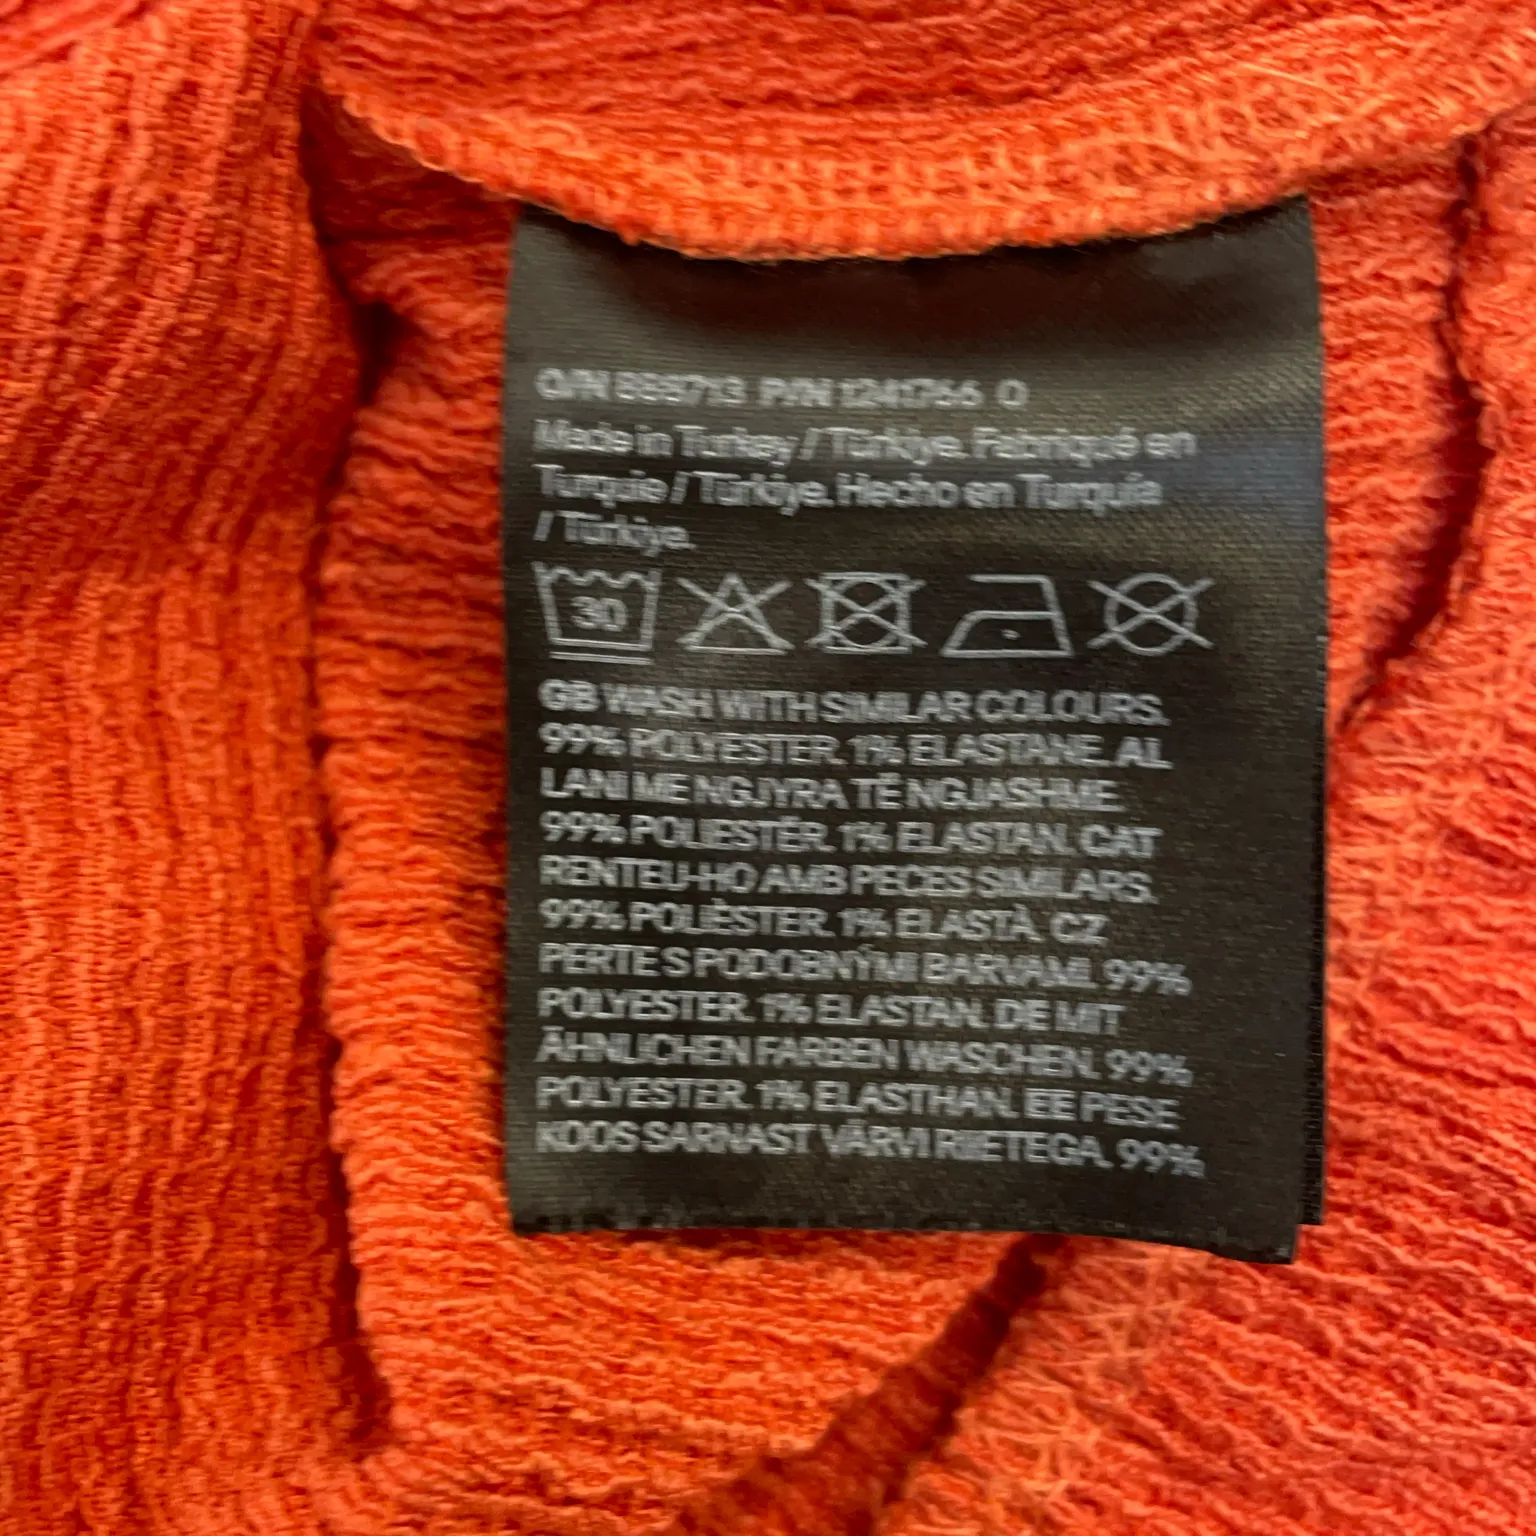 P/N 1241766 O
Made in Turkey / Türkiye. Fabriqué en
Turquie / Türkiye. Hecho en Turquía
/ Türkiye.
30
GB WASH WITH SIMILAR COLOURS.
99% POLYESTER. 1% ELASTANE. AL
LANI ME NGJYRA TË NGJASHME.
99% POLIESTËR. 1% ELASTAN. CAT
RENTEU-HO AMB PECES SIMILARS.
99% POLIÈSTER. 1% ELASTÀ. CZ
PERTE S PODOBNÝMI BARVAMI. 99%
POLYESTER. 1% ELASTAN. DE MIT
ÄHNLICHEN FARBEN WASCHEN. 99%
POLYESTER. 1% ELASTHAN. EE PESE
KOOS SARNAST VÄRVI RIIETEGA. 99%